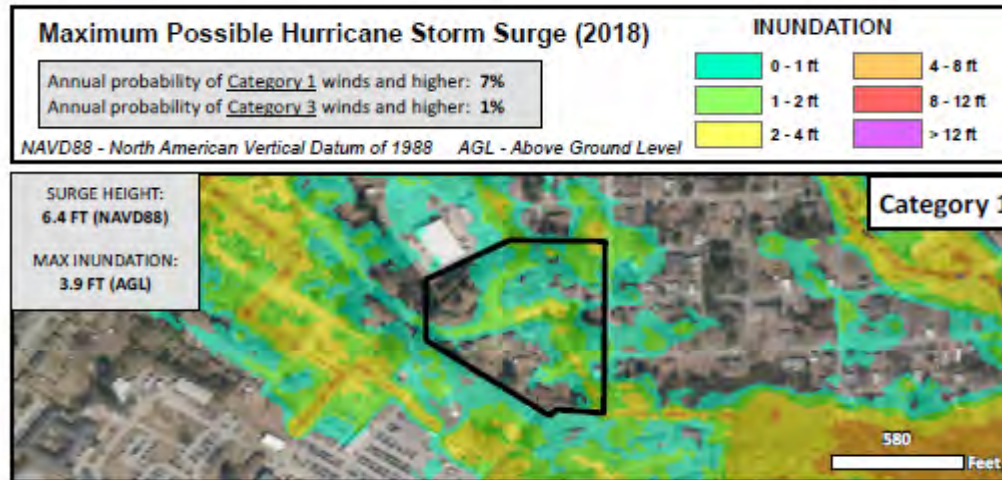 Maximum Possible Hurricane Storm Surge (2018)
Annual probability of Category 1 winds and higher: 7%
Annual probability of Category 3 winds and higher: 1%
NAVD88 - North American Vertical Datum of 1988 AGL - Above Ground Level
INUNDATION
0 - 1 ft
4 - 8 ft
1 - 2 ft
8 - 12 ft
2 - 4 ft
> 12 ft
SURGE HEIGHT:
6.4 FT (NAVD88)
MAX INUNDATION:
3.9 FT (AGL)
Category 1
580
Feet